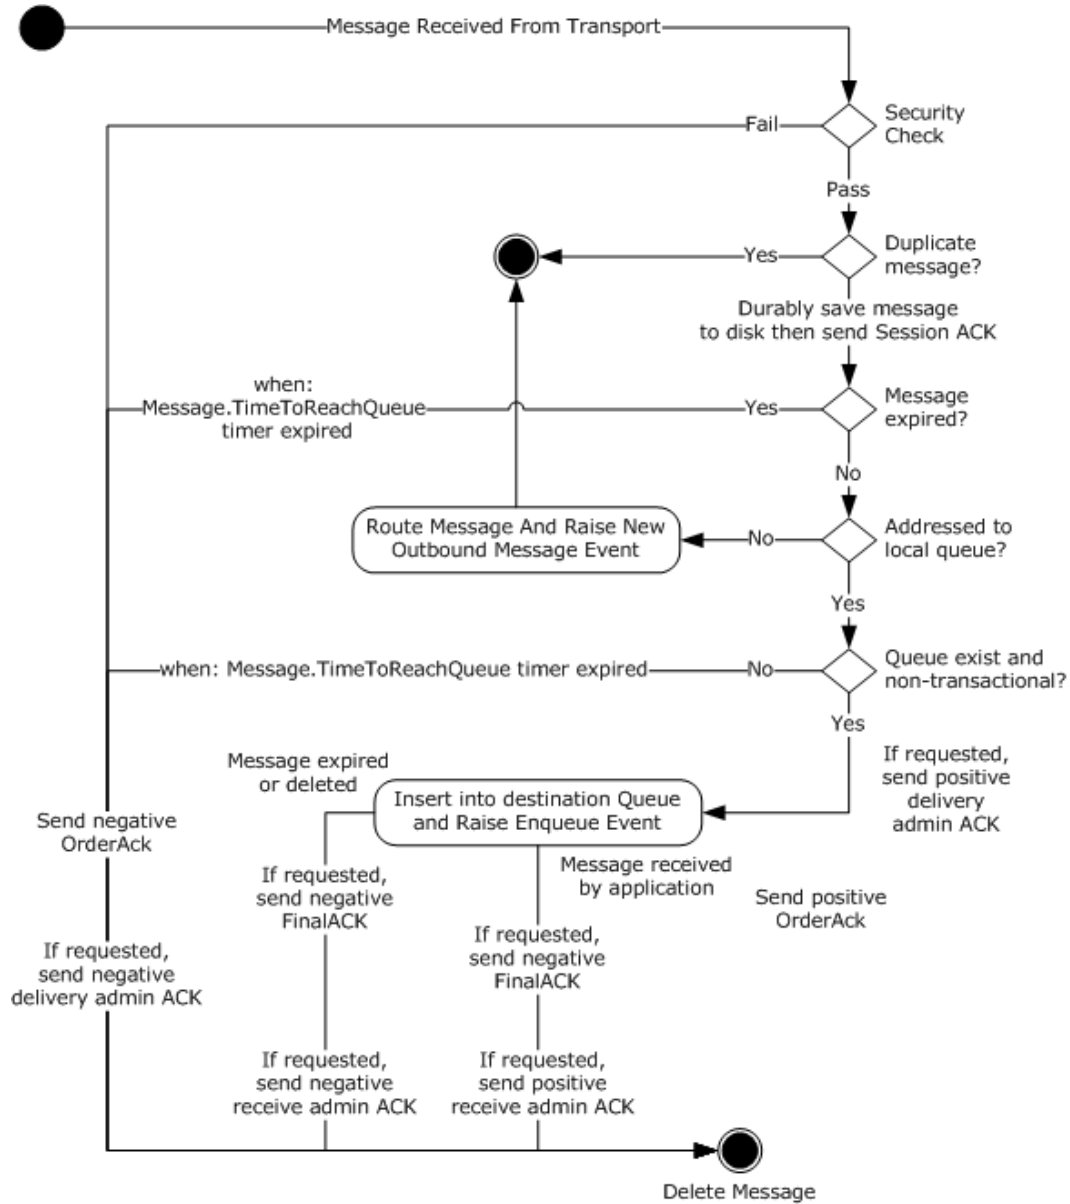 Message Received From Transport
Fail
Security
Check
Pass
Yes
Duplicate
message?
Durably save message
to disk then send Session ACK
when:
Message.TimeToReachQueue
timer expired
Yes
Message
expired?
No
Route Message And Raise New
Outbound Message Event
No
Addressed to
local queue?
Yes
when: Message.TimeToReachQueue timer expired
No
Queue exist and
non-transactional?
Yes
If requested,
send positive
delivery
admin ACK
Message expired
or deleted
Insert into destination Queue
and Raise Enqueue Event
Send negative
OrderAck
Message received
by application
If requested,
send negative
FinalACK
Send positive
OrderAck
If requested,
send negative
FinalACK
If requested,
send negative
delivery admin ACK
If requested,
send negative
receive admin ACK
If requested,
send positive
receive admin ACK
Delete Message